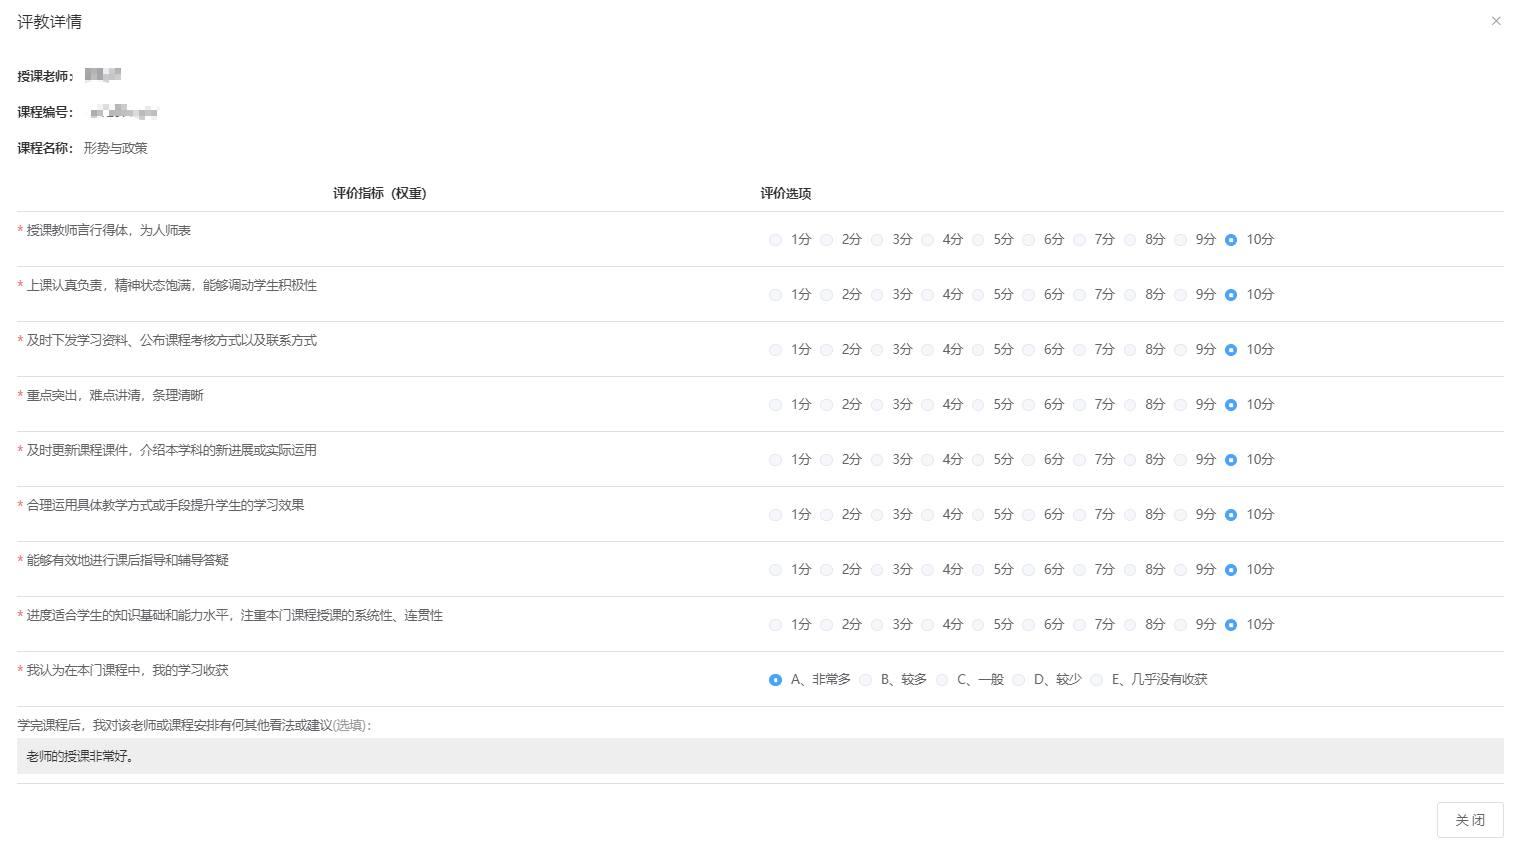 评教详情
授课老师：
课程编号：
课程名称： 形势与政策
评价指标（权重） 评价选项
* 授课教师言行得体，为人师表 1分 2分 3分 4分 5分 6分 7分 8分 9分 10分
* 上课认真负责，精神状态饱满，能够调动学生积极性 1分 2分 3分 4分 5分 6分 7分 8分 9分 10分
* 及时下发学习资料、公布课程考核方式以及联系方式 1分 2分 3分 4分 5分 6分 7分 8分 9分 10分
* 重点突出，难点讲清，条理清晰 1分 2分 3分 4分 5分 6分 7分 8分 9分 10分
* 及时更新课程课件，介绍本学科的新进展或实际运用 1分 2分 3分 4分 5分 6分 7分 8分 9分 10分
* 合理运用具体教学方式或手段提升学生的学习效果 1分 2分 3分 4分 5分 6分 7分 8分 9分 10分
* 能够有效地进行课后指导和辅导答疑 1分 2分 3分 4分 5分 6分 7分 8分 9分 10分
* 进度适合学生的知识基础和能力水平，注重本门课程授课的系统性、连贯性 1分 2分 3分 4分 5分 6分 7分 8分 9分 10分
* 我认为在本门课程中，我的学习收获 A、非常多 B、较多 C、一般 D、较少 E、几乎没有收获
学完课程后，我对该老师或课程安排有何其他看法或建议(选填)：
老师的授课非常好。
关 闭